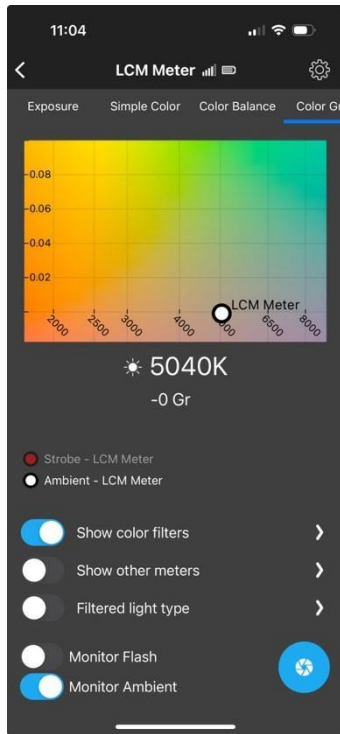 11:04
LCM Meter
Exposure Simple Color Color Balance Color Gr
-0.08
-0.06
-0.04
-0.02
LCM Meter
2000 2500 3000 4000 5000 6500 8000
5040K
-0 Gr
Strobe - LCM Meter
Ambient - LCM Meter
Show color filters
Show other meters
Filtered light type
Monitor Flash
Monitor Ambient